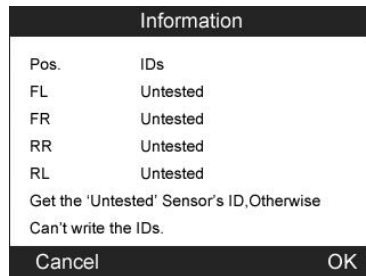 Information
Pos. IDs
FL Untested
FR Untested
RR Untested
RL Untested
Get the ‘Untested’ Sensor's ID,Otherwise
Can't write the IDs.
Cancel OK